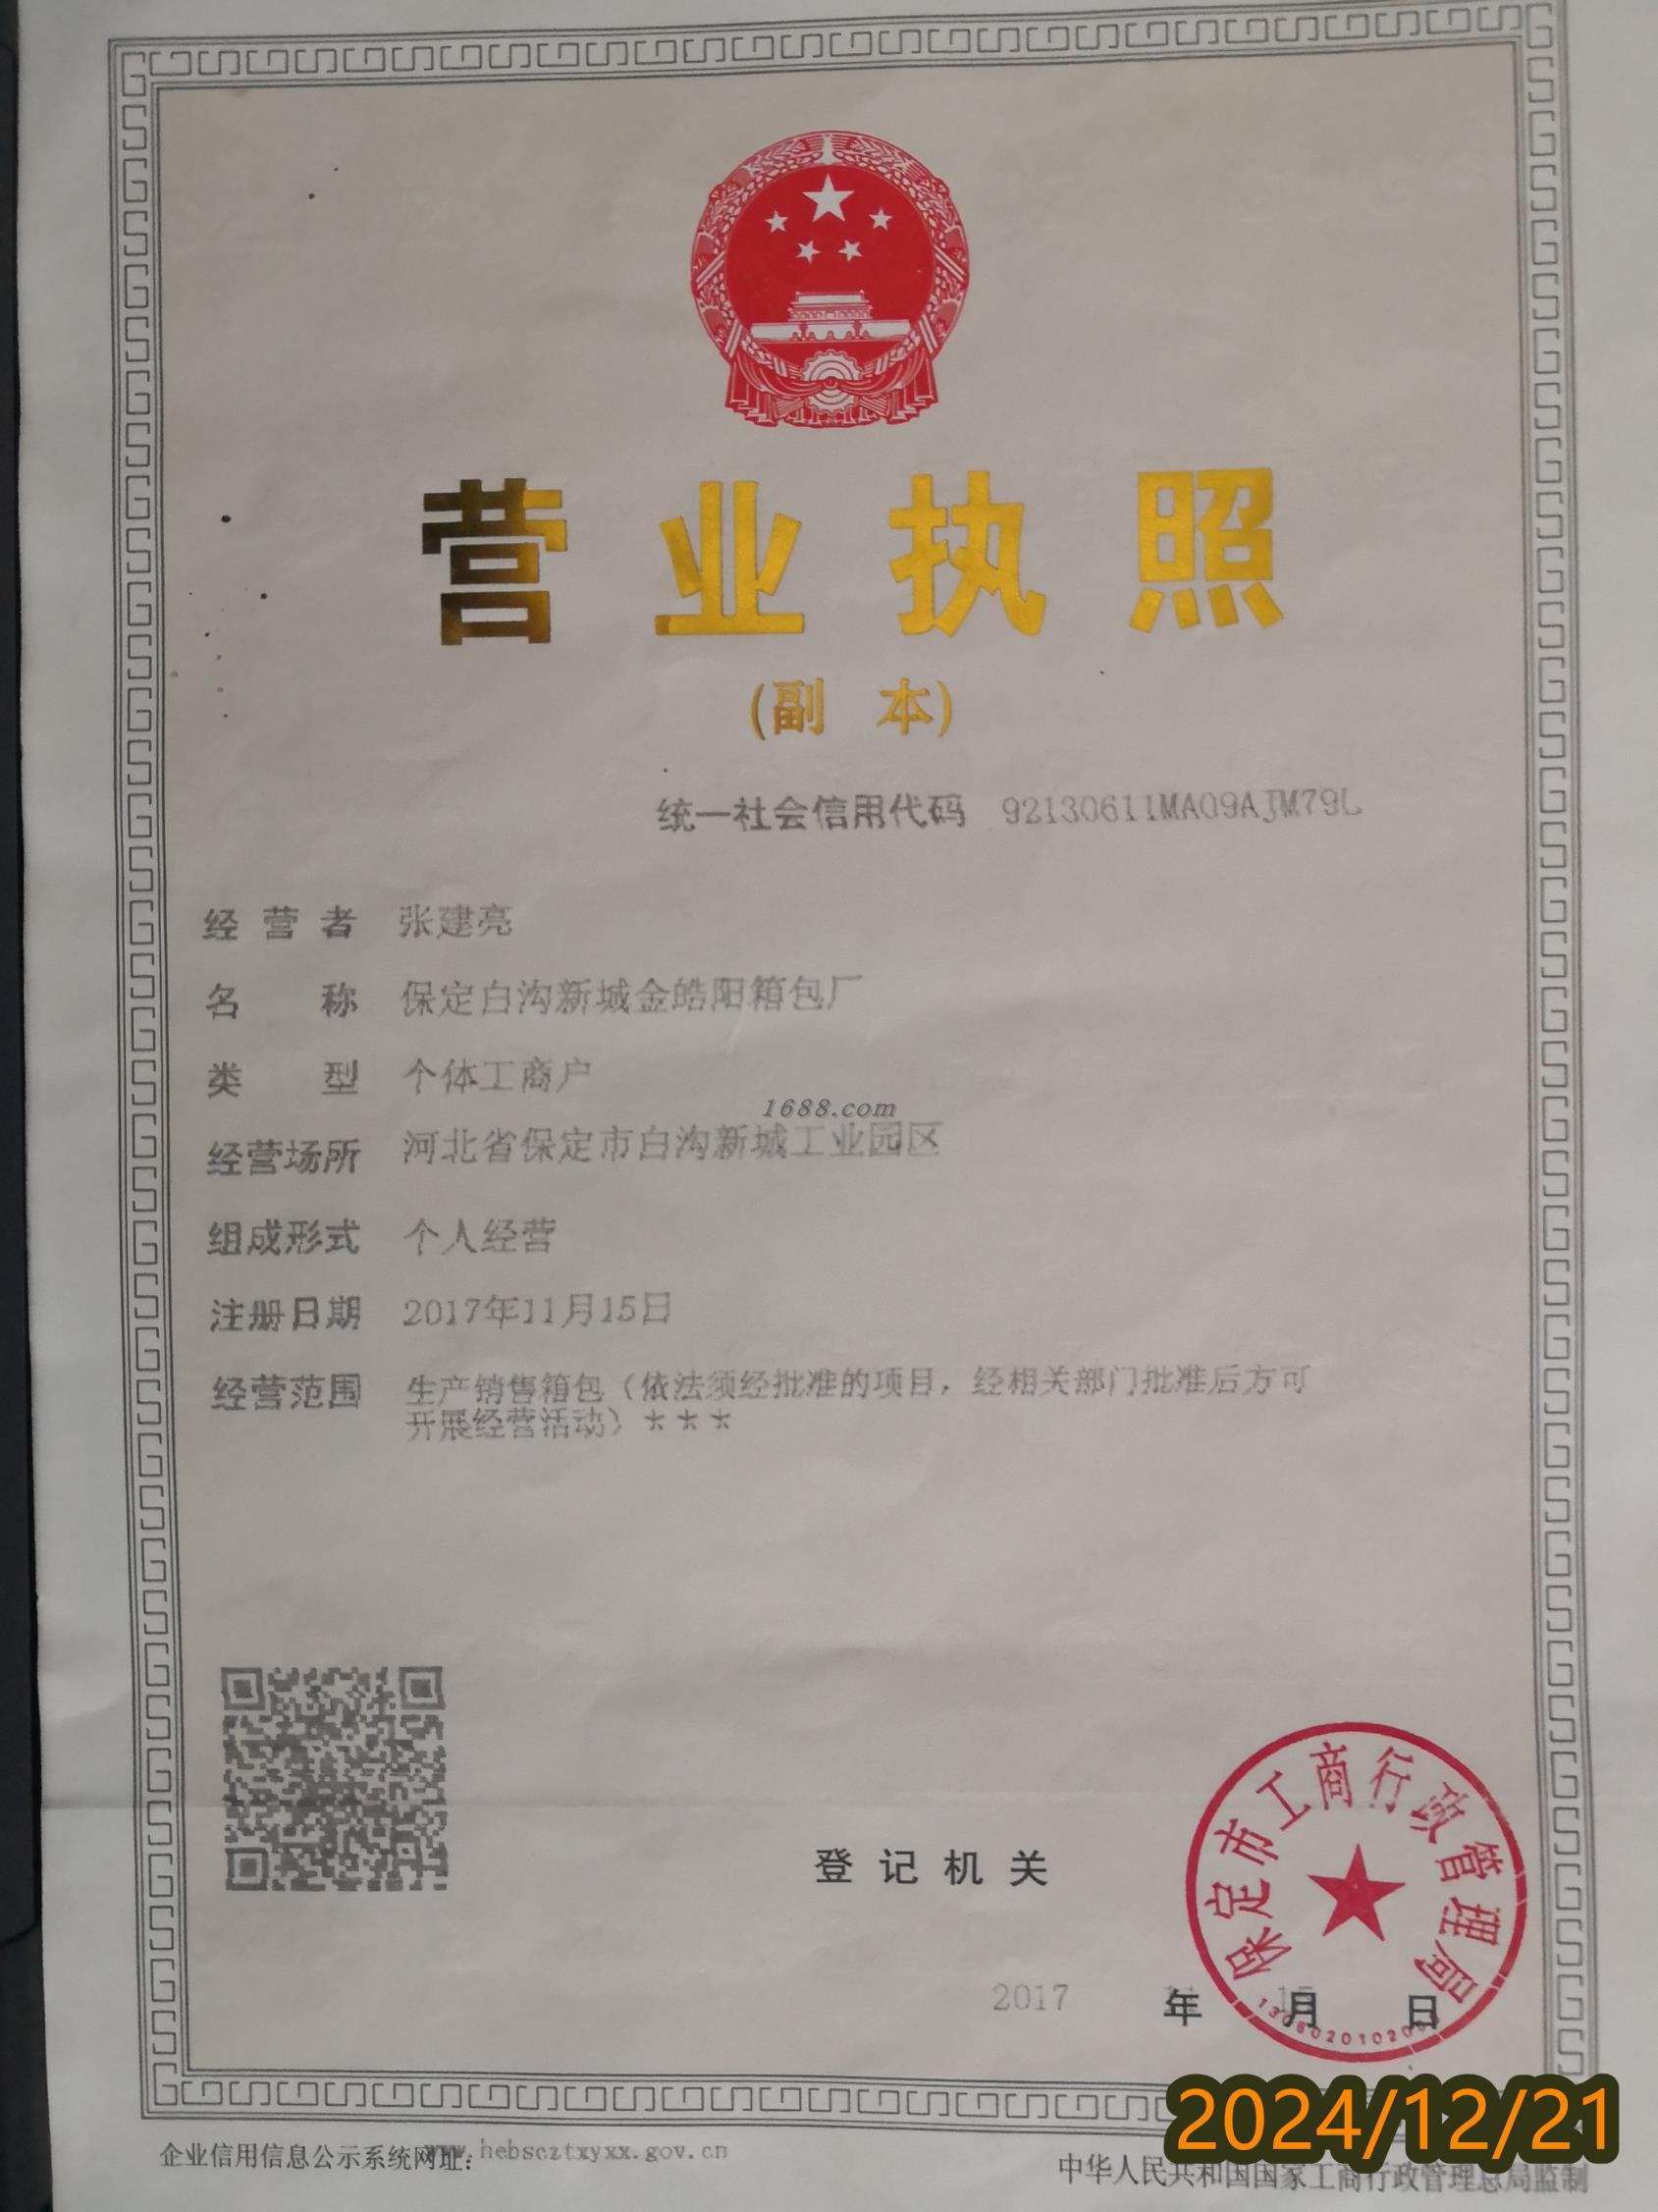 营业执照
(副 本)
统一社会信用代码 92130611MA09AJM79L
经营者 张建亮
名称 保定白沟新城金皓阳箱包厂
类型 个体工商户
1688.com
经营场所 河北省保定市白沟新城工业园区
组成形式 个人经营
注册日期 2017年11月15日
经营范围 生产销售箱包（依法须经批准的项目，经相关部门批准后方可
开展经营活动）***
登记机关
保定市工商行政管理局
2017 年 11 月 15 日
2024/12/21
企业信用信息公示系统网址：www.hebscztxyxx.gov.cn
中华人民共和国国家工商行政管理总局监制